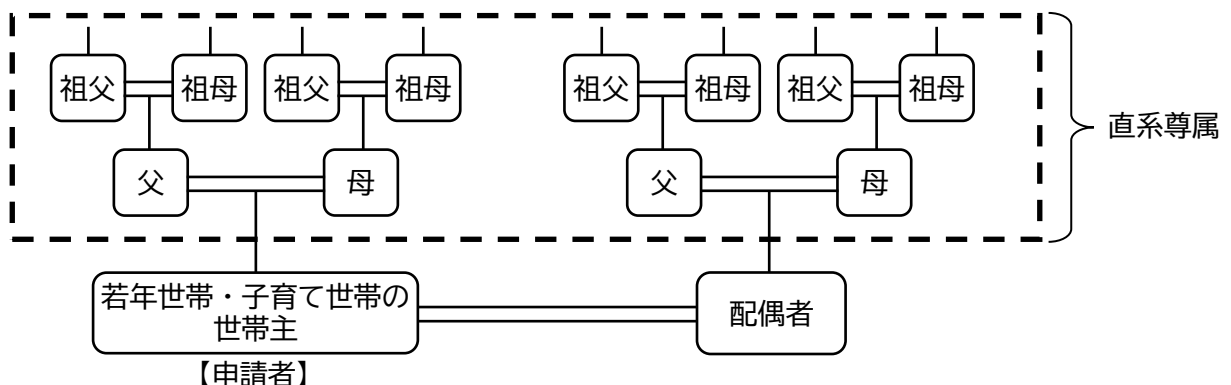 祖父 祖母 祖父 祖母 祖父 祖母 祖父 祖母
直系尊属
父 母 父 母
若年世帯・子育て世帯の
世帯主
配偶者
【申請者】